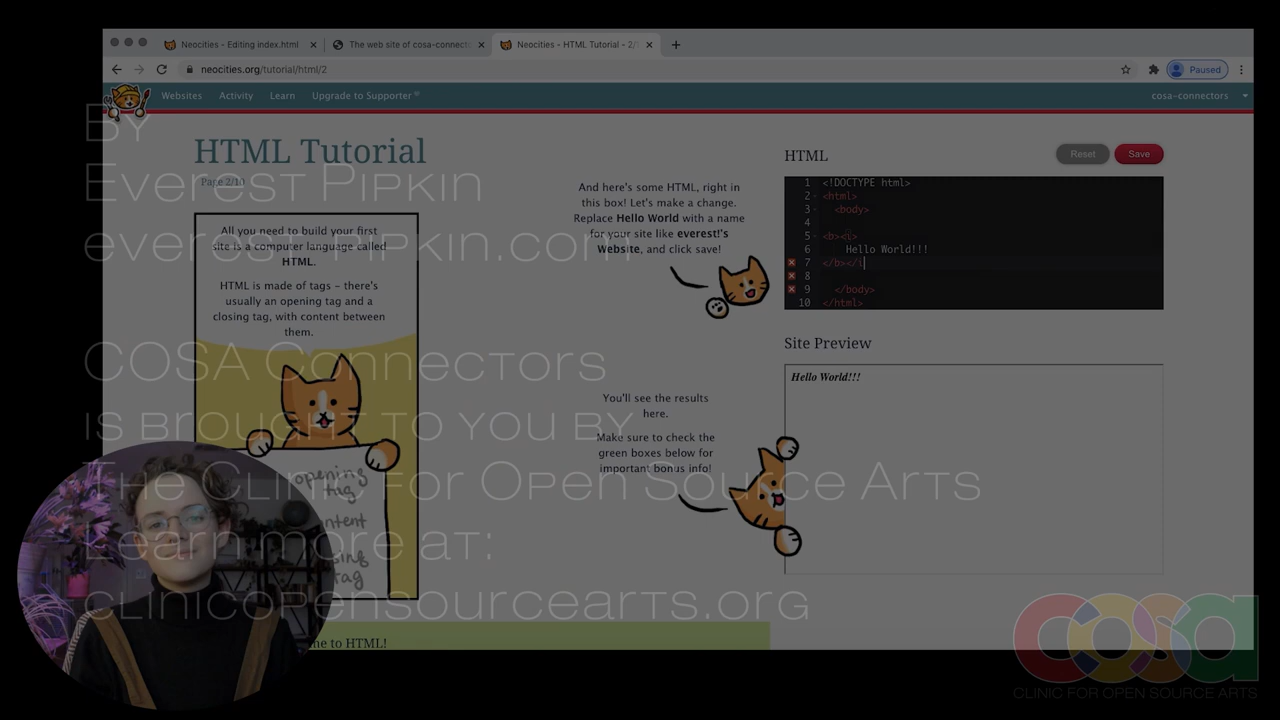 Neocities - Editing index.html
The web site of cosa-connecto
Neocities - HTML Tutorial - 2/
neocities.org/tutorial/html/2
Paused
Websites
Activity
Learn
Upgrade to Supporter
cosa-connectors
By
Everest Pipkin
everest-pipkin.com
COSA Connectors
is brought to you by
The Clinic for Open Source Arts
Learn more at:
clinicopensourcearts.org
HTML Tutorial
Page 2/10
All you need to build your first
site is a computer language called
HTML.
HTML is made of tags – there's
usually an opening tag and a
closing tag, with content between
them.
opening
tag
tag
And here's some HTML, right in
this box! Let's make a change.
Replace Hello World with a name
for your site like everest!'s
Website, and click save!
You'll see the results
here.
Make sure to check the
green boxes below for
important bonus info!
me to HTML!
HTML
Reset
Save
1 <!DOCTYPE html>
2 <html>
3 <body>
4
5 <b><i>
6 Hello World!!!
7 </b></i
8
9 </body>
10 </html>
Site Preview
Hello World!!!
cosa
CLINIC FOR OPEN SOURCE ARTS